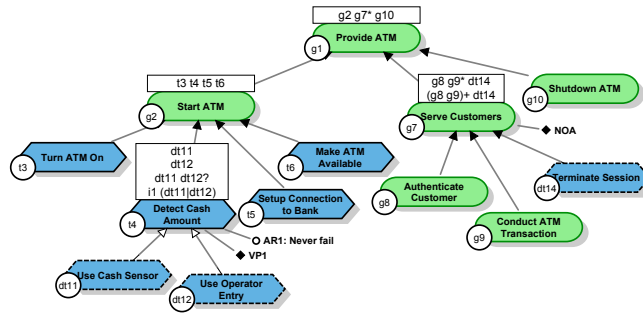 g2 g7* g10
Provide ATM
g1
t3 t4 t5 t6
Start ATM
g2
g8 g9* dt14
(g8 g9)+ dt14
Serve Customers
g7
Shutdown ATM
g10
NOA
Turn ATM On
t3
dt11
dt12
dt11 dt12?
i1 (dt11|dt12)
Detect Cash
Amount
t4
Make ATM
Available
t6
Setup Connection
to Bank
t5
Terminate Session
dt14
Authenticate
Customer
g8
Conduct ATM
Transaction
g9
AR1: Never fail
VP1
Use Cash Sensor
dt11
Use Operator
Entry
dt12